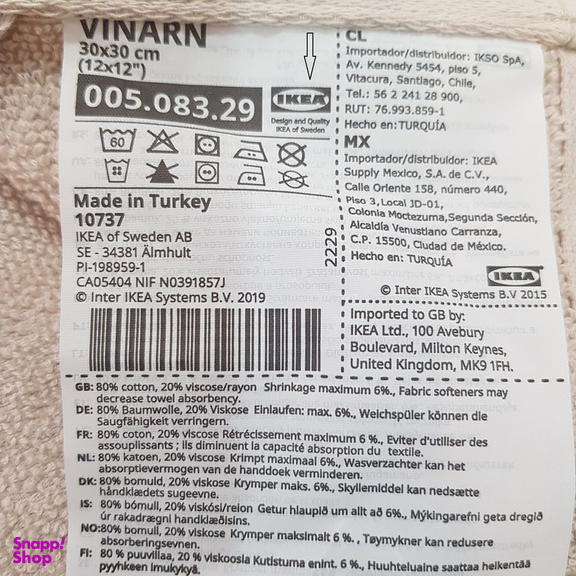 VINARN
30x30 cm
(12x12")
005.083.29
IKEA
Design and Quality
IKEA of Sweden
60
Made in Turkey
10737
IKEA of Sweden AB
SE - 34381 Älmhult
PI-198959-1
CA05404 NIF N0391857J
© Inter IKEA Systems B.V. 2019
2229
CL
Importador/distribuidor: IKSO SpA,
Av. Kennedy 5454, piso 5,
Vitacura, Santiago, Chile,
Tel.: 56 2 241 28 900,
RUT: 76.993.859-1
Hecho en: TURQUÍA
MX
Importador/distribuidor: IKEA
Supply Mexico, S.A. de C.V.,
Calle Oriente 158, número 440,
Piso 3, Local JD-01,
Colonia Moctezuma, Segunda Sección,
Alcaldía Venustiano Carranza,
C.P. 15500, Ciudad de México.
Hecho en: TURQUÍA
IKEA
© Inter IKEA Systems B.V 2015
Imported to GB by:
IKEA Ltd., 100 Avebury
Boulevard, Milton Keynes,
United Kingdom, MK9 1FH.
GB: 80% cotton, 20% viscose/rayon Shrinkage maximum 6%., Fabric softeners may
decrease towel absorbency.
DE: 80% Baumwolle, 20% Viskose Einlaufen: max. 6%., Weichspüler können die
Saugfähigkeit verringern.
FR: 80% coton, 20% viscose Rétrécissement maximum 6 %., Eviter d'utiliser des
assouplissants ; ils diminuent la capacité absorption du textile.
NL: 80% katoen, 20% viscose Krimpt maximaal 6%., Wasverzachter kan het
absorptievermogen van de handdoek verminderen.
DK: 80% bomuld, 20% viskose Krymper maks. 6%., Skyllemiddel kan nedsætte
håndklædets sugeevne.
IS: 80% bómull, 20% viskósi/reion Getur hlaupið um allt að 6%., Mýkingarefni geta dregið
úr rakadrægni handklæðisins.
NO: 80% bomull, 20% viskose Krymper maksimalt 6 %., Tøymykner kan redusere
absorberingsevnen.
FI: 80 % puuvillaa, 20 % viskoosia Kutistuma enint. 6 %., Huuhteluaine saattaa heikentää
pyyhkeen imukykyä.
Snapp!
Shop